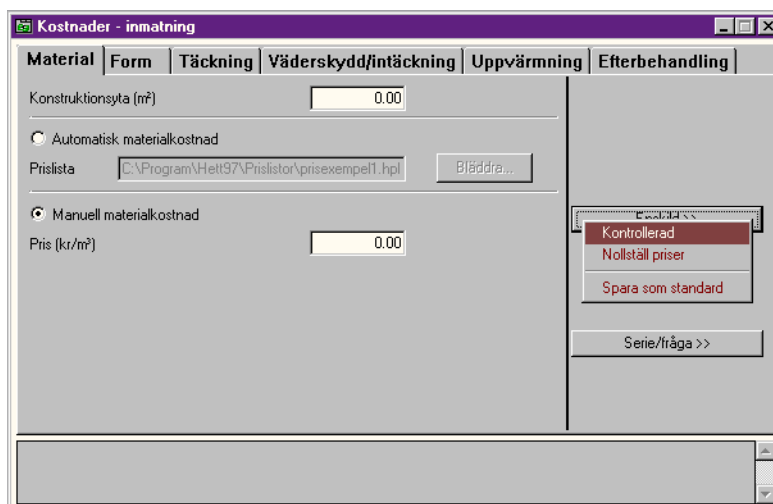 Kostnader - inmatning
Material Form Täckning Väderskydd/intäckning Uppvärmning Efterbehandling
Konstruktionsyta (m²) 0.00
Automatisk materialkostnad
Prislista C:\Program\Hett97\Prislistor\prisexempel1.hpl Bläddra...
Manuell materialkostnad
Pris (kr/m³) 0.00
Enskild >>
Kontrollerad
Nollställ priser
Spara som standard
Serie/fråga >>